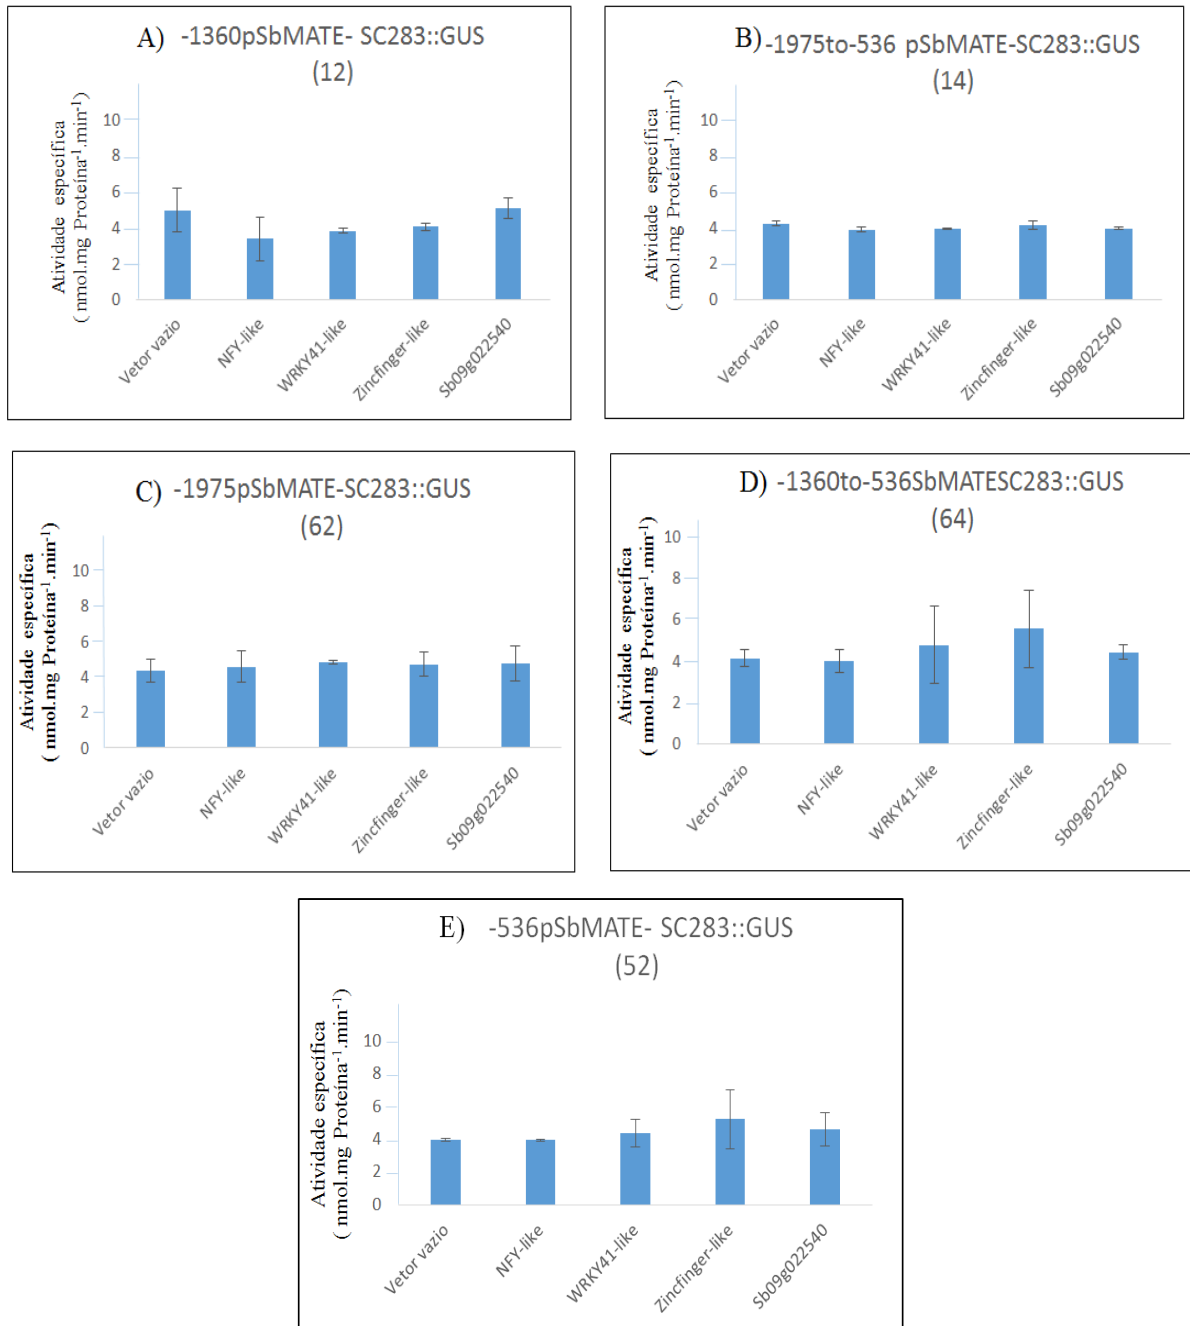 A) -1360pSbMATE- SC283::GUS
(12)
Atividade específica
( nmol.mg Proteína-1.min-1)
10
8
6
4
2
0
Vetor vazio
NFY-like
WRKY41-like
Zincfinger-like
Sb09g022540
B) -1975to-536 pSbMATE-SC283::GUS
(14)
Atividade específica
( nmol.mg Proteína-1.min-1)
10
8
6
4
2
0
Vetor vazio
NFY-like
WRKY41-like
Zincfinger-like
Sb09g022540
C) -1975pSbMATE-SC283::GUS
(62)
Atividade específica
( nmol.mg Proteína-1.min-1)
10
8
6
4
2
0
Vetor vazio
NFY-like
WRKY41-like
Zincfinger-like
Sb09g022540
D) -1360to-536SbMATESC283::GUS
(64)
Atividade específica
( nmol.mg Proteína-1.min-1)
10
8
6
4
2
0
Vetor vazio
NFY-like
WRKY41-like
Zincfinger-like
Sb09g022540
E) -536pSbMATE- SC283::GUS
(52)
Atividade específica
( nmol.mg Proteína-1.min-1)
10
8
6
4
2
0
Vetor vazio
NFY-like
WRKY41-like
Zincfinger-like
Sb09g022540